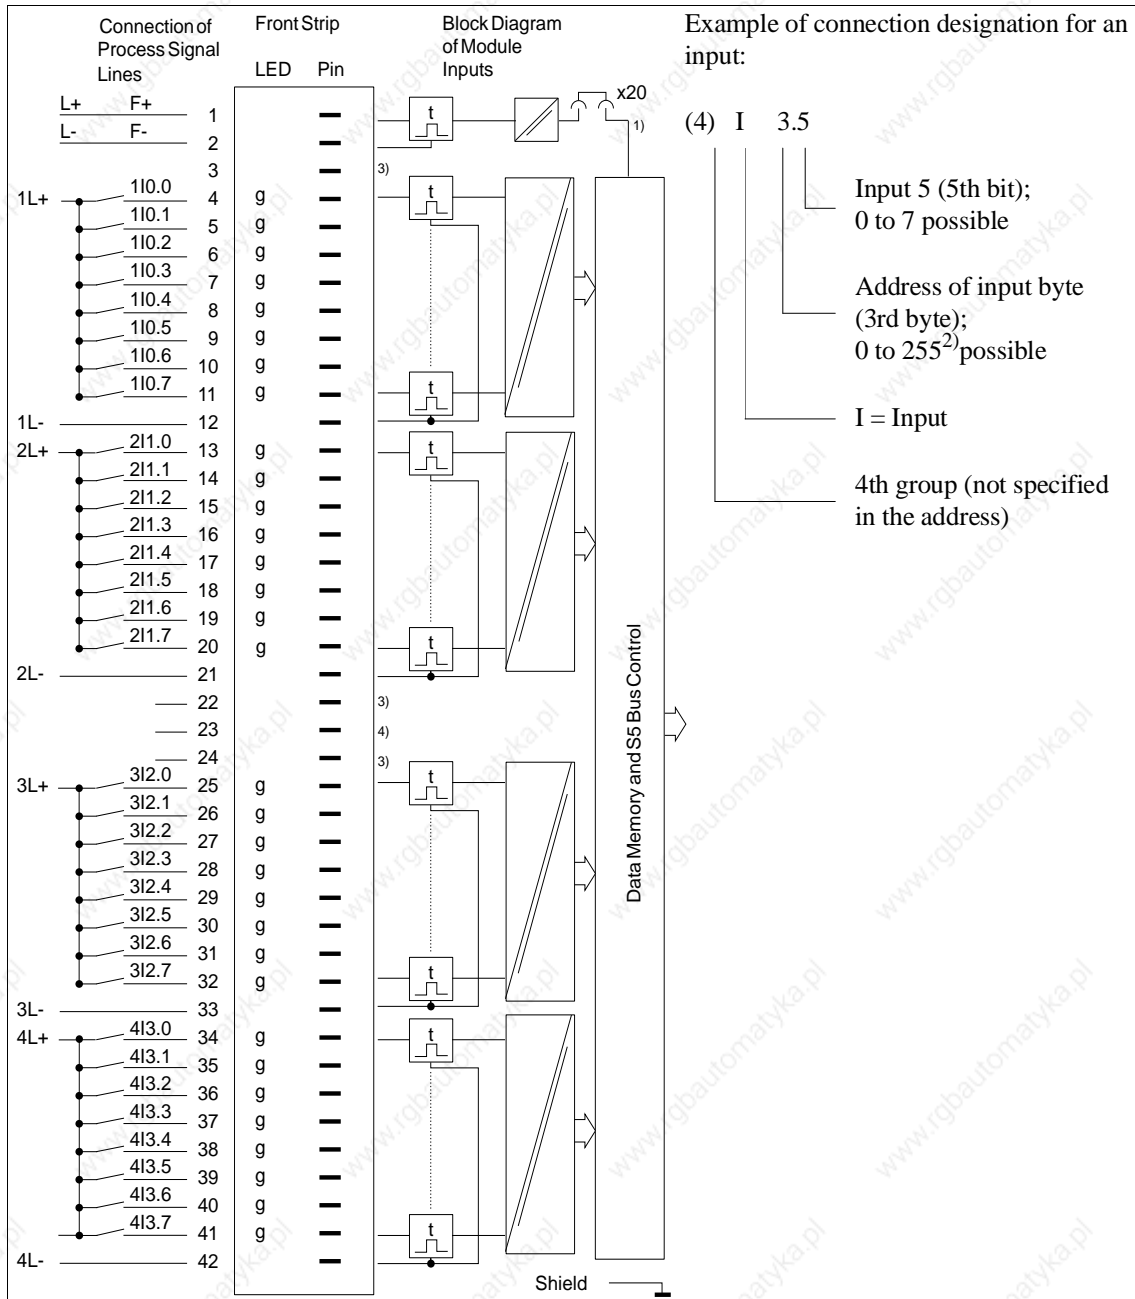 Connection of
Process Signal
Lines
Front Strip
LED Pin
Block Diagram
of Module
Inputs
Example of connection designation for an
input:
L+ F+ 1
L- F- 2
x20
1)
3 3)
1L+ 1I0.0 4 g t
1I0.1 5 g
1I0.2 6 g
1I0.3 7 g
1I0.4 8 g
1I0.5 9 g
1I0.6 10 g
1I0.7 11 g t
1L- 12
2L+ 2I1.0 13 g t
2I1.1 14 g
2I1.2 15 g
2I1.3 16 g
2I1.4 17 g
2I1.5 18 g
2I1.6 19 g
2I1.7 20 g t
2L- 21
22 3)
23 4)
24 3)
3L+ 3I2.0 25 g t
3I2.1 26 g
3I2.2 27 g
3I2.3 28 g
3I2.4 29 g
3I2.5 30 g
3I2.6 31 g
3I2.7 32 g t
3L- 33
4L+ 4I3.0 34 g t
4I3.1 35 g
4I3.2 36 g
4I3.3 37 g
4I3.4 38 g
4I3.5 39 g
4I3.6 40 g
4I3.7 41 g t
4L- 42
t
Data Memory and S5 Bus Control
Shield
(4) I 3.5
Input 5 (5th bit);
0 to 7 possible
Address of input byte
(3rd byte);
0 to 255 2) possible
I = Input
4th group (not specified
in the address)
www.rgbautomatyka.pl